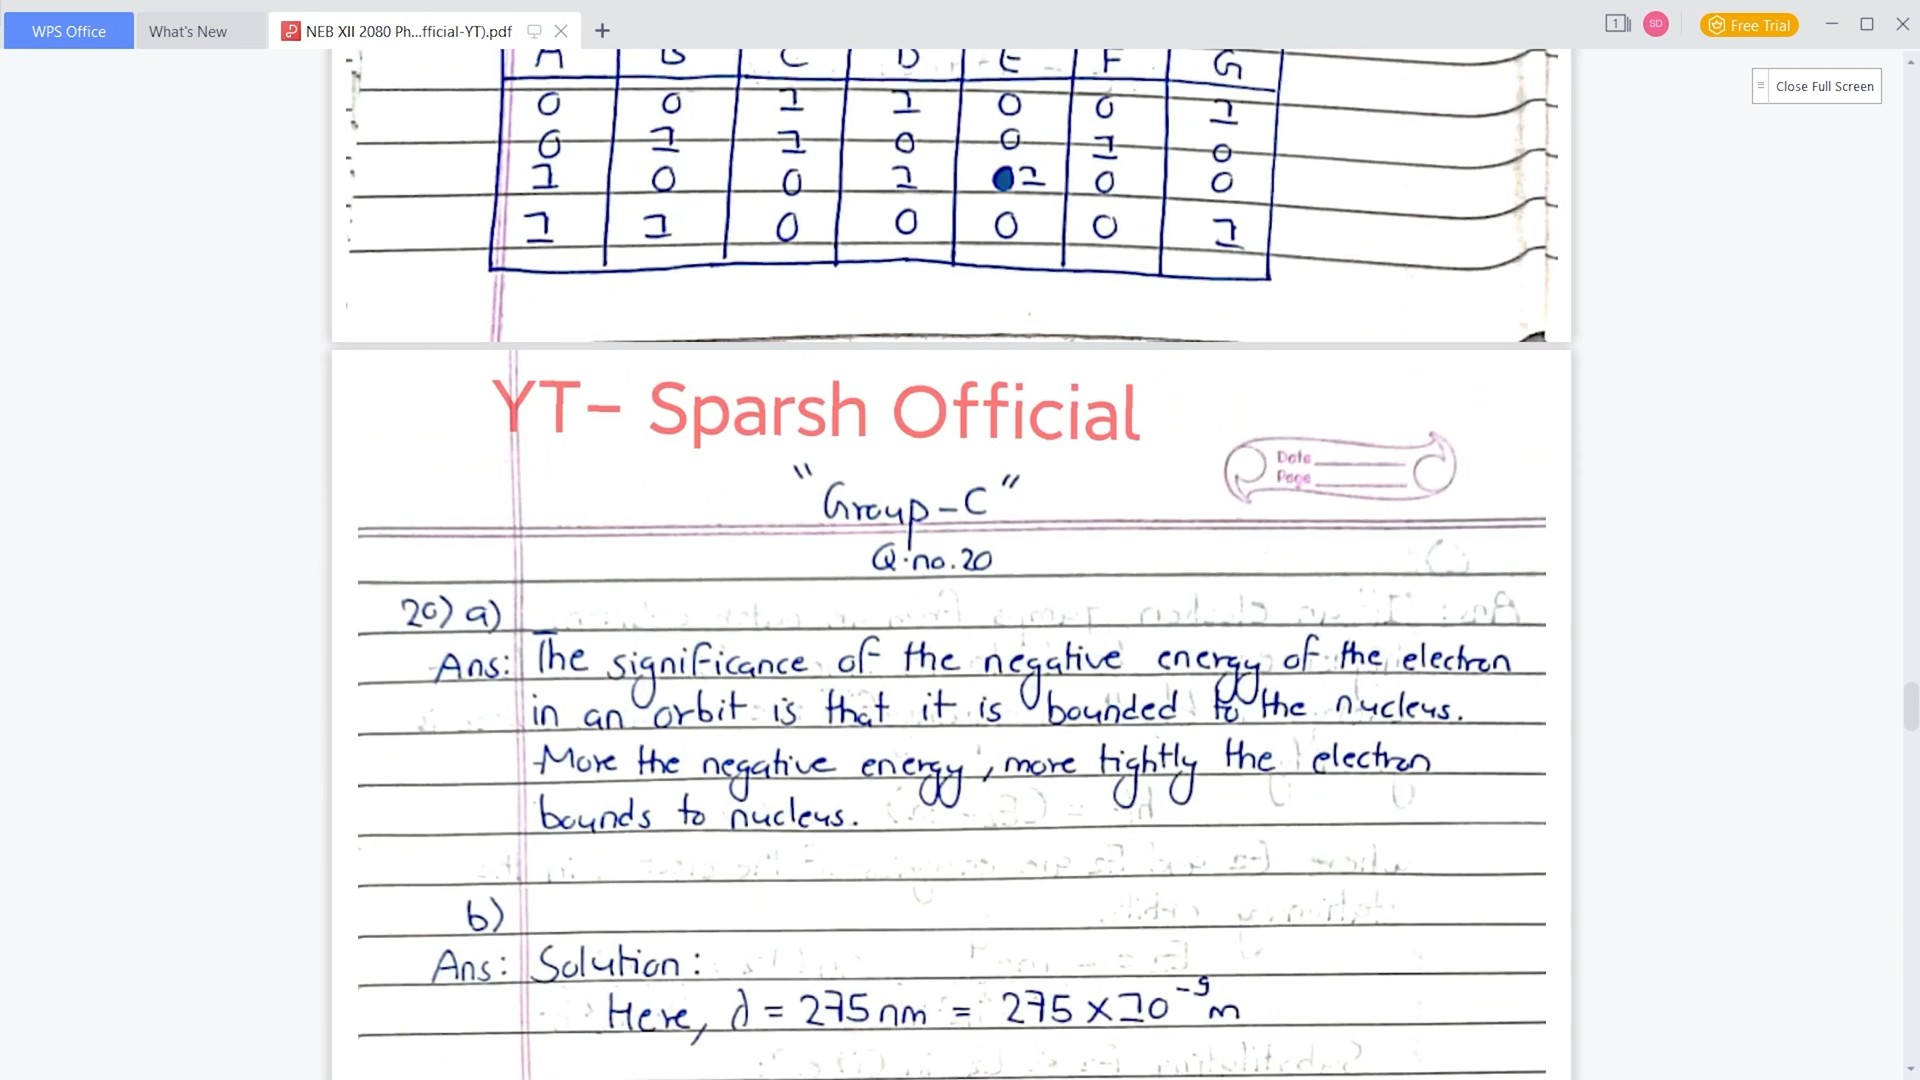 WPS Office
What's New
NEB XII 2080 Ph...fficial-YT).pdf
1
SD
Free Trial
Close Full Screen
A B C D E F G
0 0 1 1 0 0 1
0 1 1 0 0 1 0
1 0 0 1 1 0 0
1 1 0 0 0 0 1
YT- Sparsh Official
Date
Page
"Group-C"
Q.no.20
20) a)
Ans: The significance of the negative energy of the electron
in an orbit is that it is bounded to the nucleus.
More the negative energy, more tightly the electron
bounds to nucleus.
b)
Ans: Solution:
Here, λ = 275 nm = 275 × 10⁻⁹ m